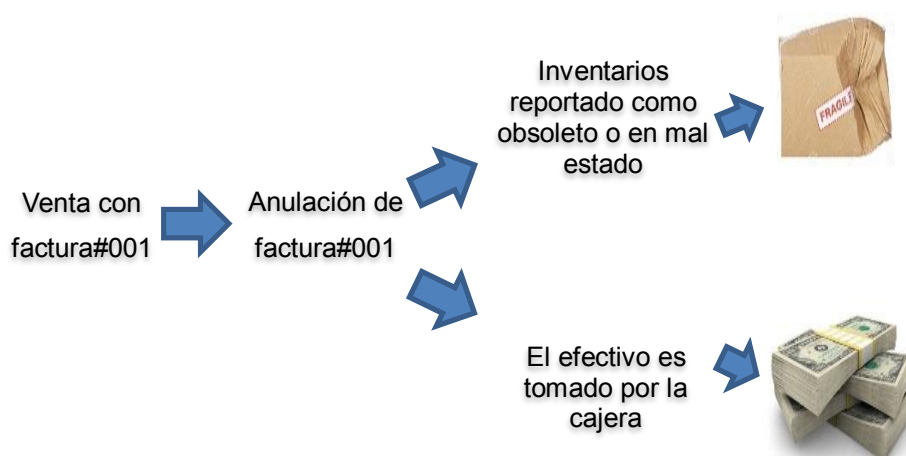 Venta con
factura#001
Anulación de
factura#001
Inventarios
reportado como
obsoleto o en mal
estado
FRAGILE
El efectivo es
tomado por la
cajera